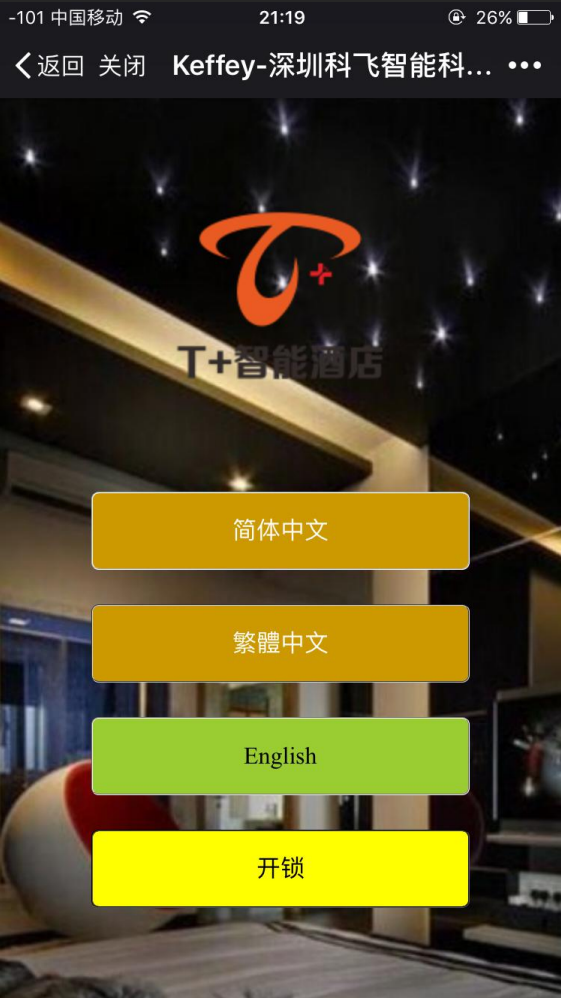 -101 中国移动 21:19 26%
返回 关闭 Keffey-深圳科飞智能科...
T+智能酒店
简体中文
繁體中文
English
开锁